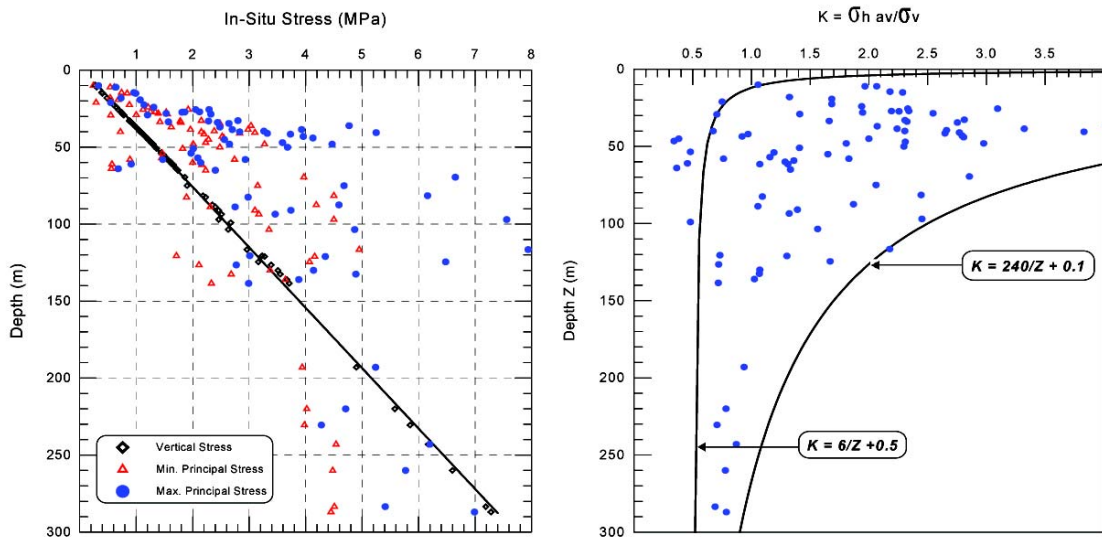 In-Situ Stress (MPa)
1 2 3 4 5 6 7 8
0
50
100
150
200
250
300
Depth (m)
Vertical Stress
Min. Principal Stress
Max. Principal Stress
K = σh av/σv
0.5 1.0 1.5 2.0 2.5 3.0 3.5
0
50
100
150
200
250
300
Depth Z (m)
K = 240/Z + 0.1
K = 6/Z +0.5